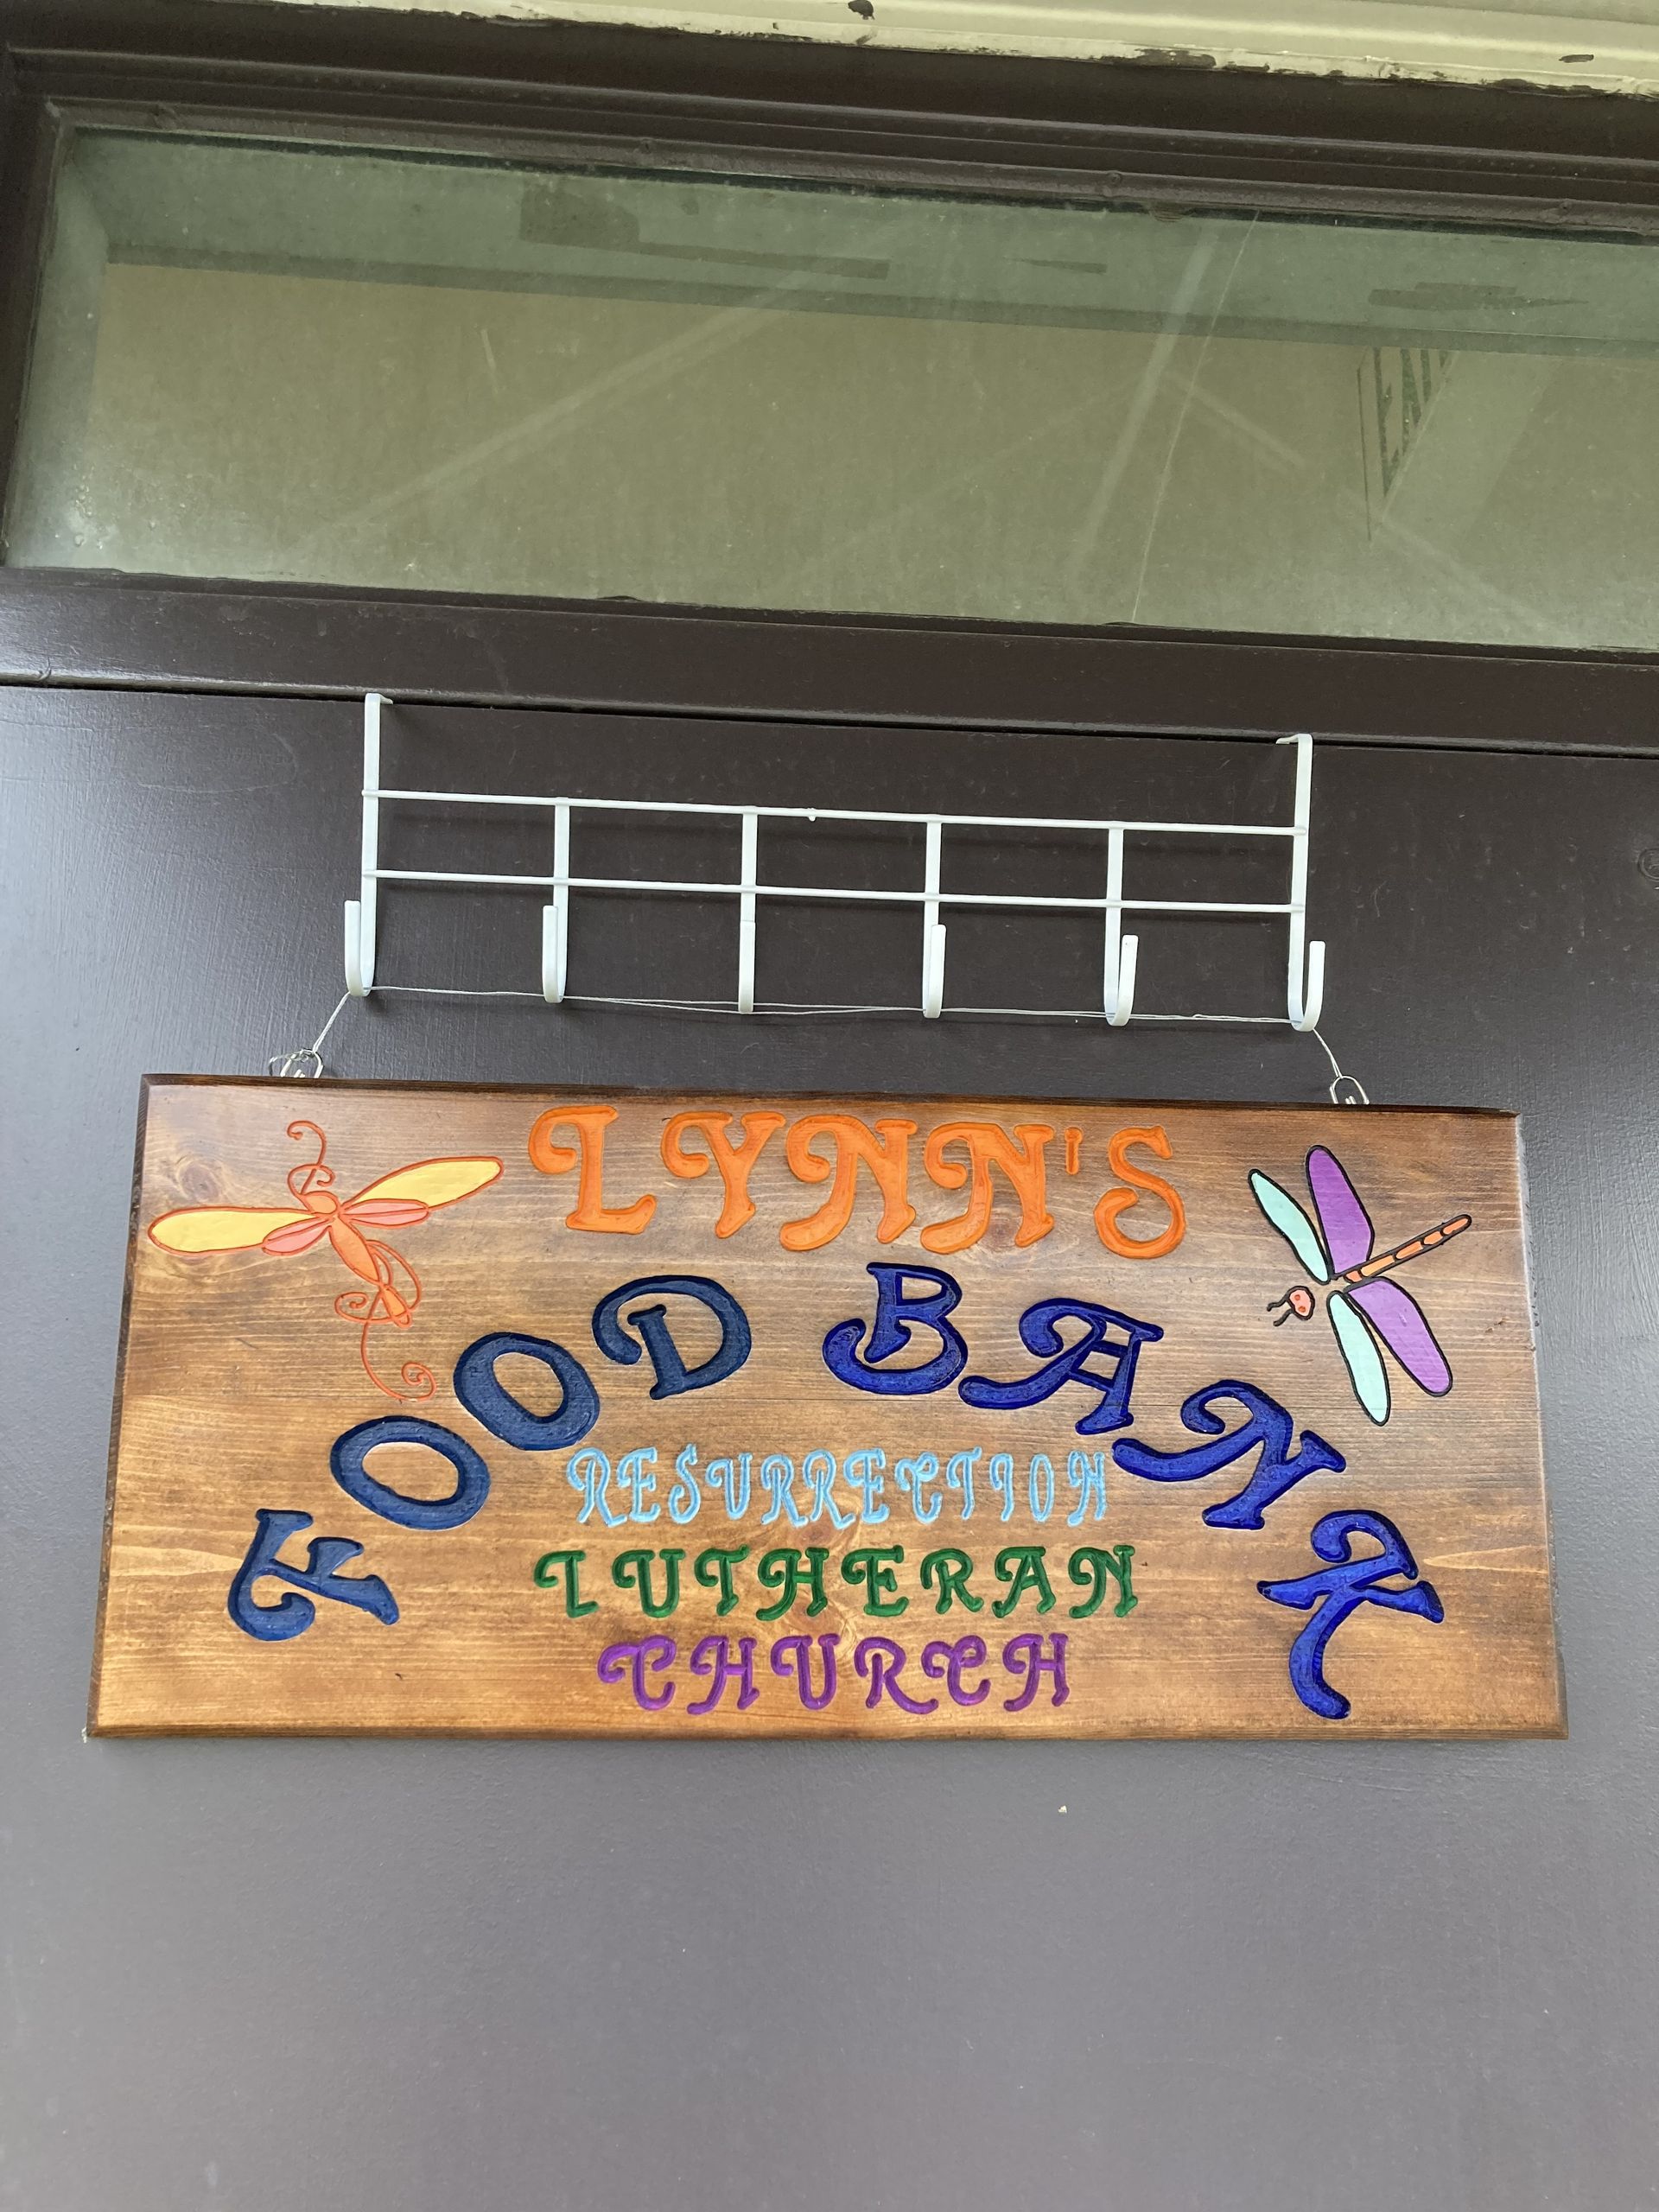 LYNN'S
FOOD BANK
RESURRECTION
LUTHERAN
CHURCH